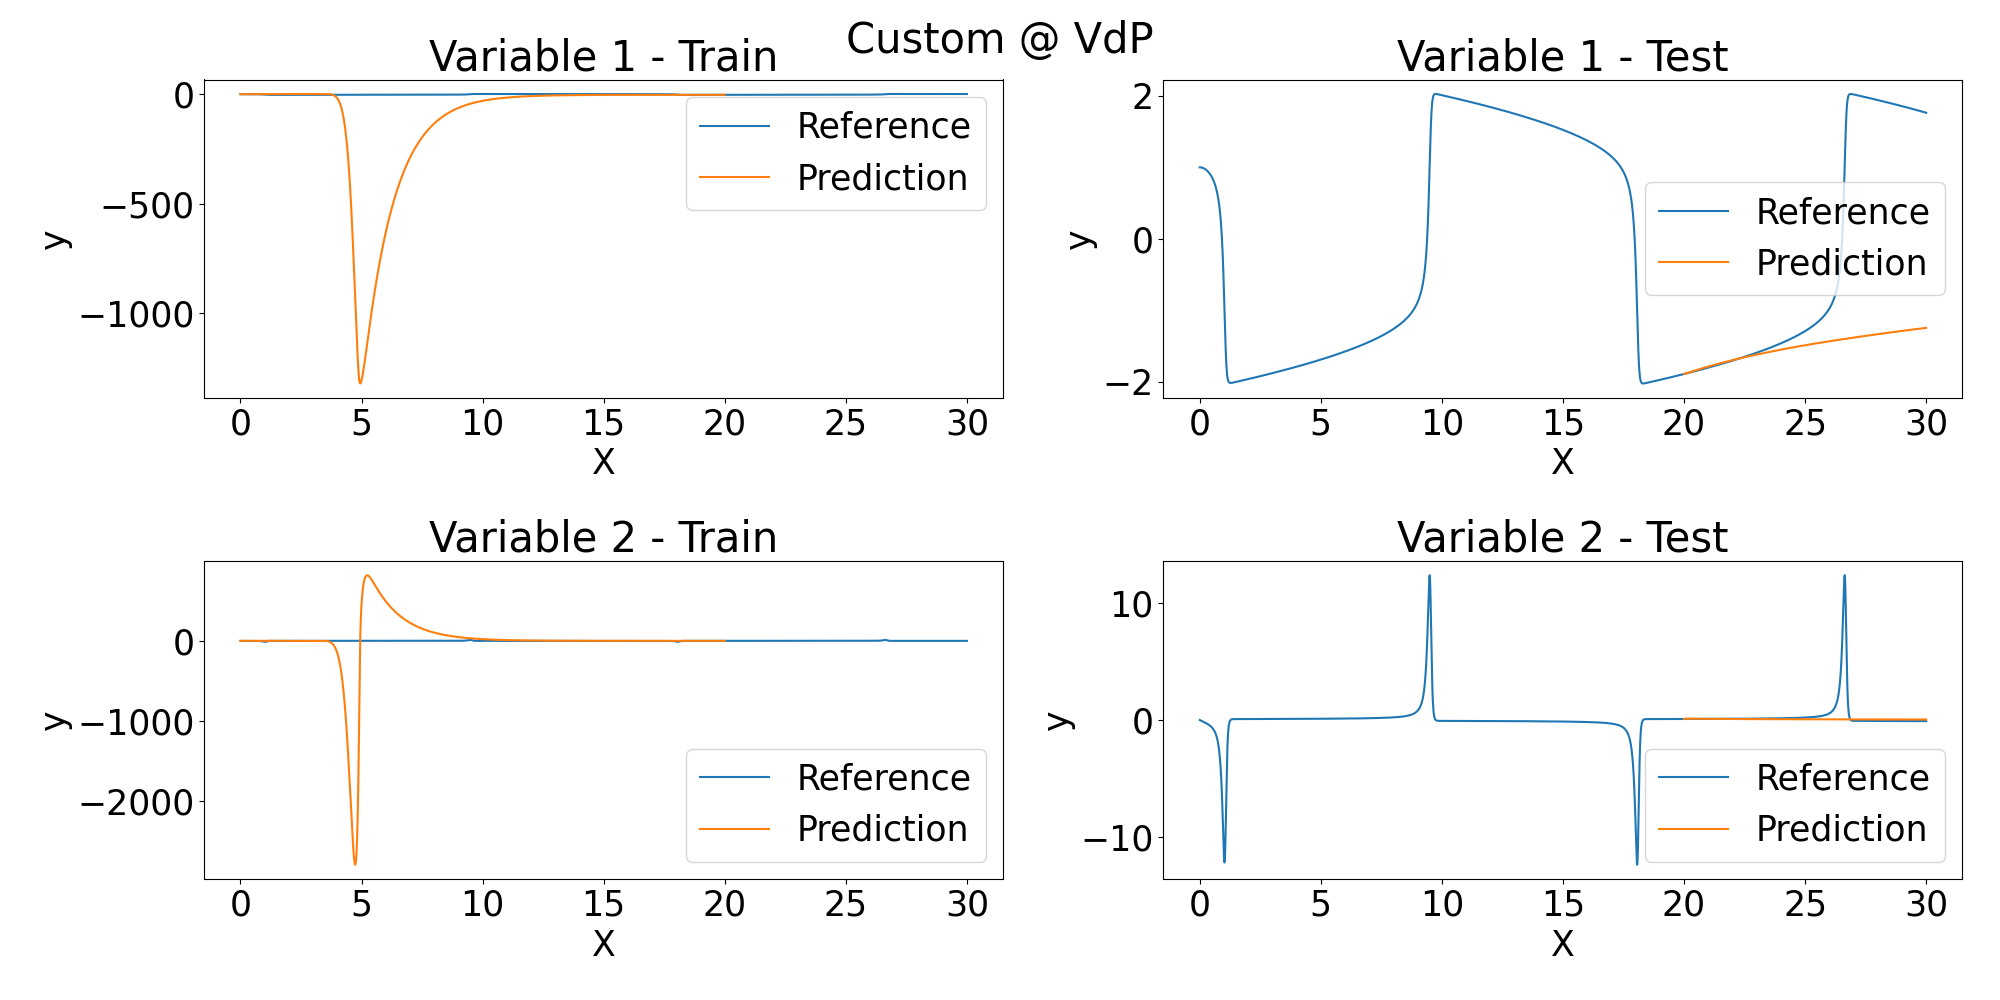 Custom @ VdP
Variable 1 - Train
0
−500
−1000
y
Reference
Prediction
0 5 10 15 20 25 30
X
Variable 1 - Test
2
0
−2
y
Reference
Prediction
0 5 10 15 20 25 30
X
Variable 2 - Train
0
−1000
−2000
y
Reference
Prediction
0 5 10 15 20 25 30
X
Variable 2 - Test
10
0
−10
y
Reference
Prediction
0 5 10 15 20 25 30
X